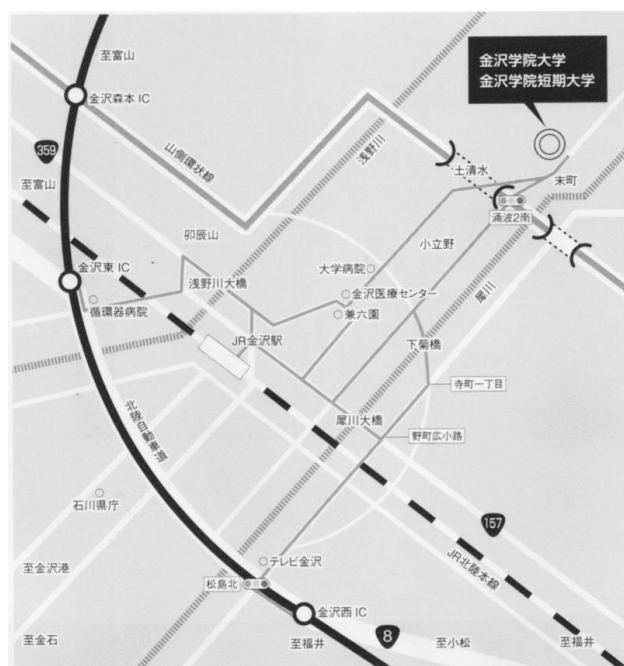 至富山
金沢森本 IC
金沢学院大学
金沢学院短期大学
359
山側環状線
浅野川
至富山
土清水
末町
涌波2南
卯辰山
小立野
金沢東 IC
浅野川大橋
大学病院
犀川
循環器病院
金沢医療センター
兼六園
JR金沢駅
下菊橋
寺町一丁目
北陸自動車道
犀川大橋
野町広小路
石川県庁
157
至金沢港
テレビ金沢
JR北陸本線
松島北
金沢西 IC
至金石
至福井
8
至小松
至福井